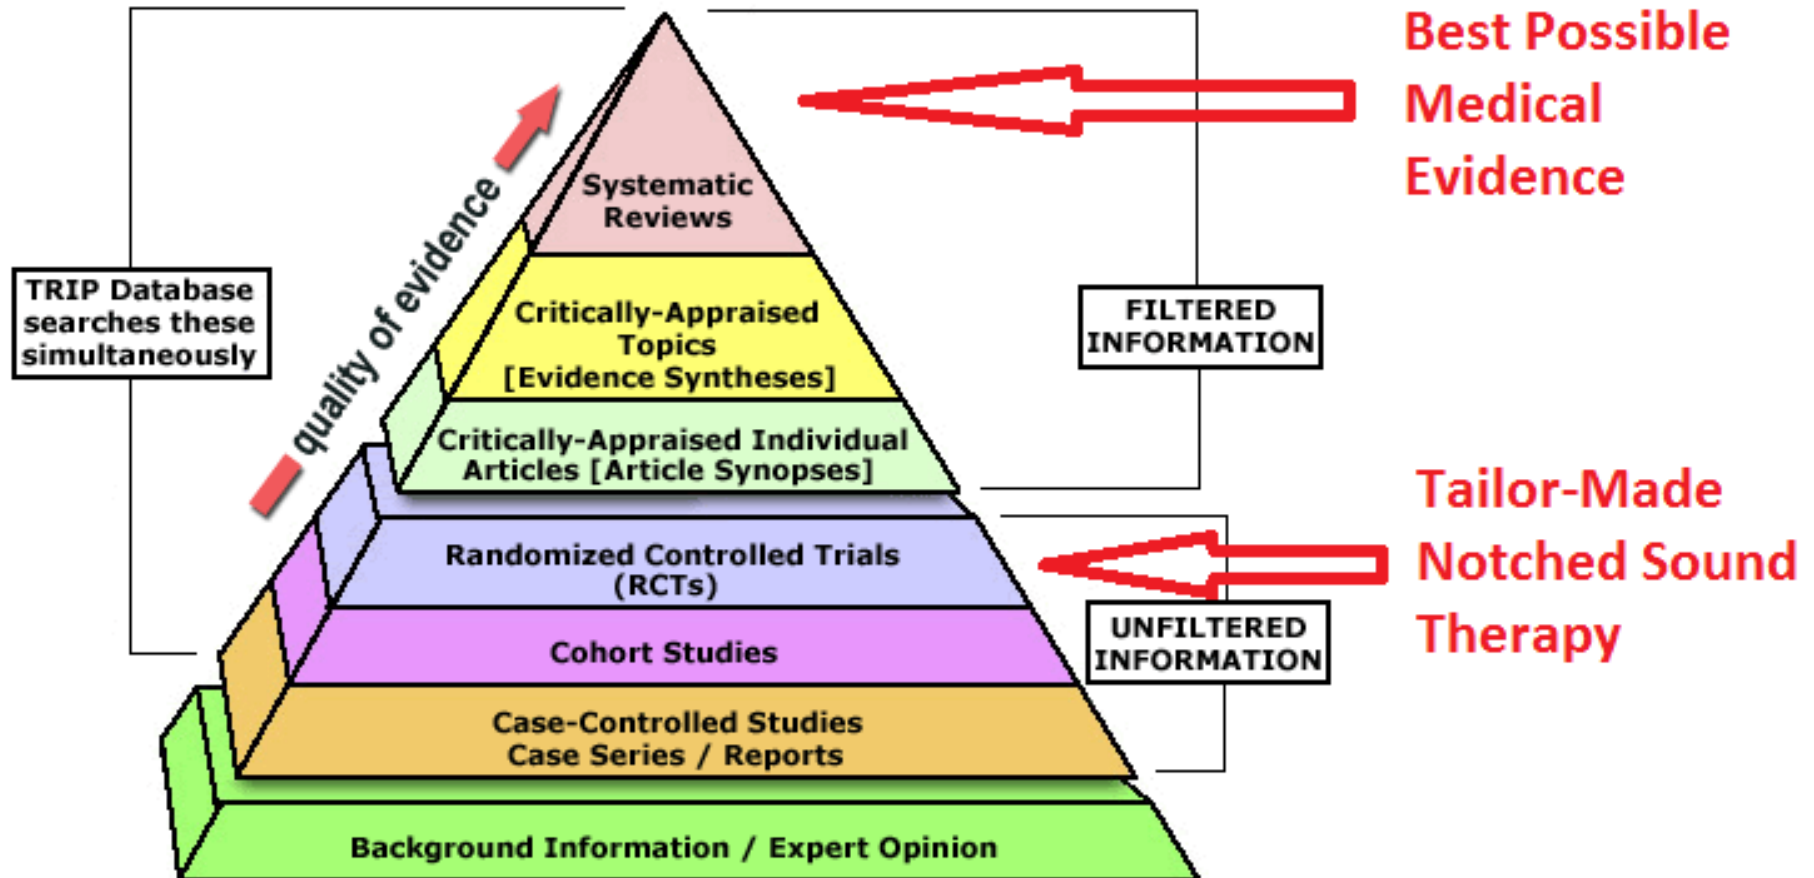 Best Possible
Medical
Evidence
Systematic
Reviews
quality of evidence
TRIP Database
searches these
simultaneously
Critically-Appraised
Topics
[Evidence Syntheses]
FILTERED
INFORMATION
Critically-Appraised Individual
Articles [Article Synopses]
Tailor-Made
Notched Sound
Therapy
Randomized Controlled Trials
(RCTs)
UNFILTERED
INFORMATION
Cohort Studies
Case-Controlled Studies
Case Series / Reports
Background Information / Expert Opinion